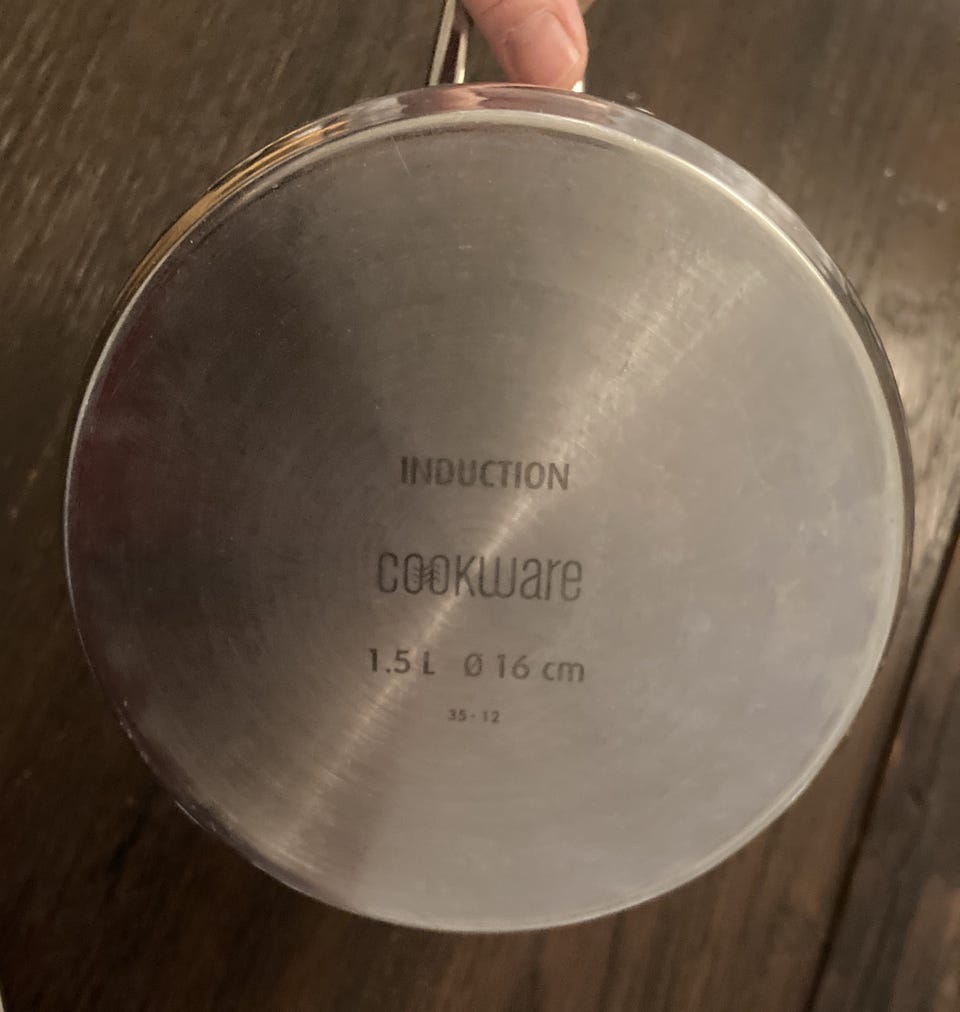 INDUCTION
COOKware
1.5 L Ø 16 cm
35-12